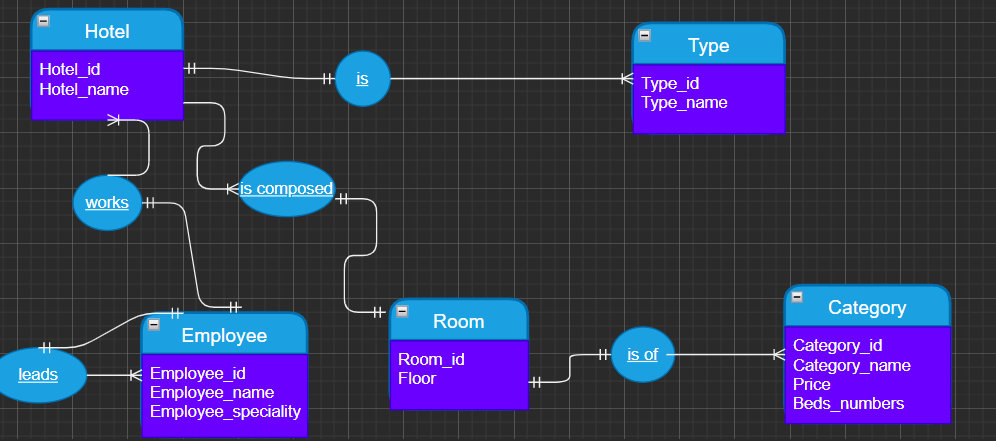 Hotel
Hotel_id
Hotel_name
is
Type
Type_id
Type_name
works
is composed
leads
Employee
Employee_id
Employee_name
Employee_speciality
Room
Room_id
Floor
is of
Category
Category_id
Category_name
Price
Beds_numbers